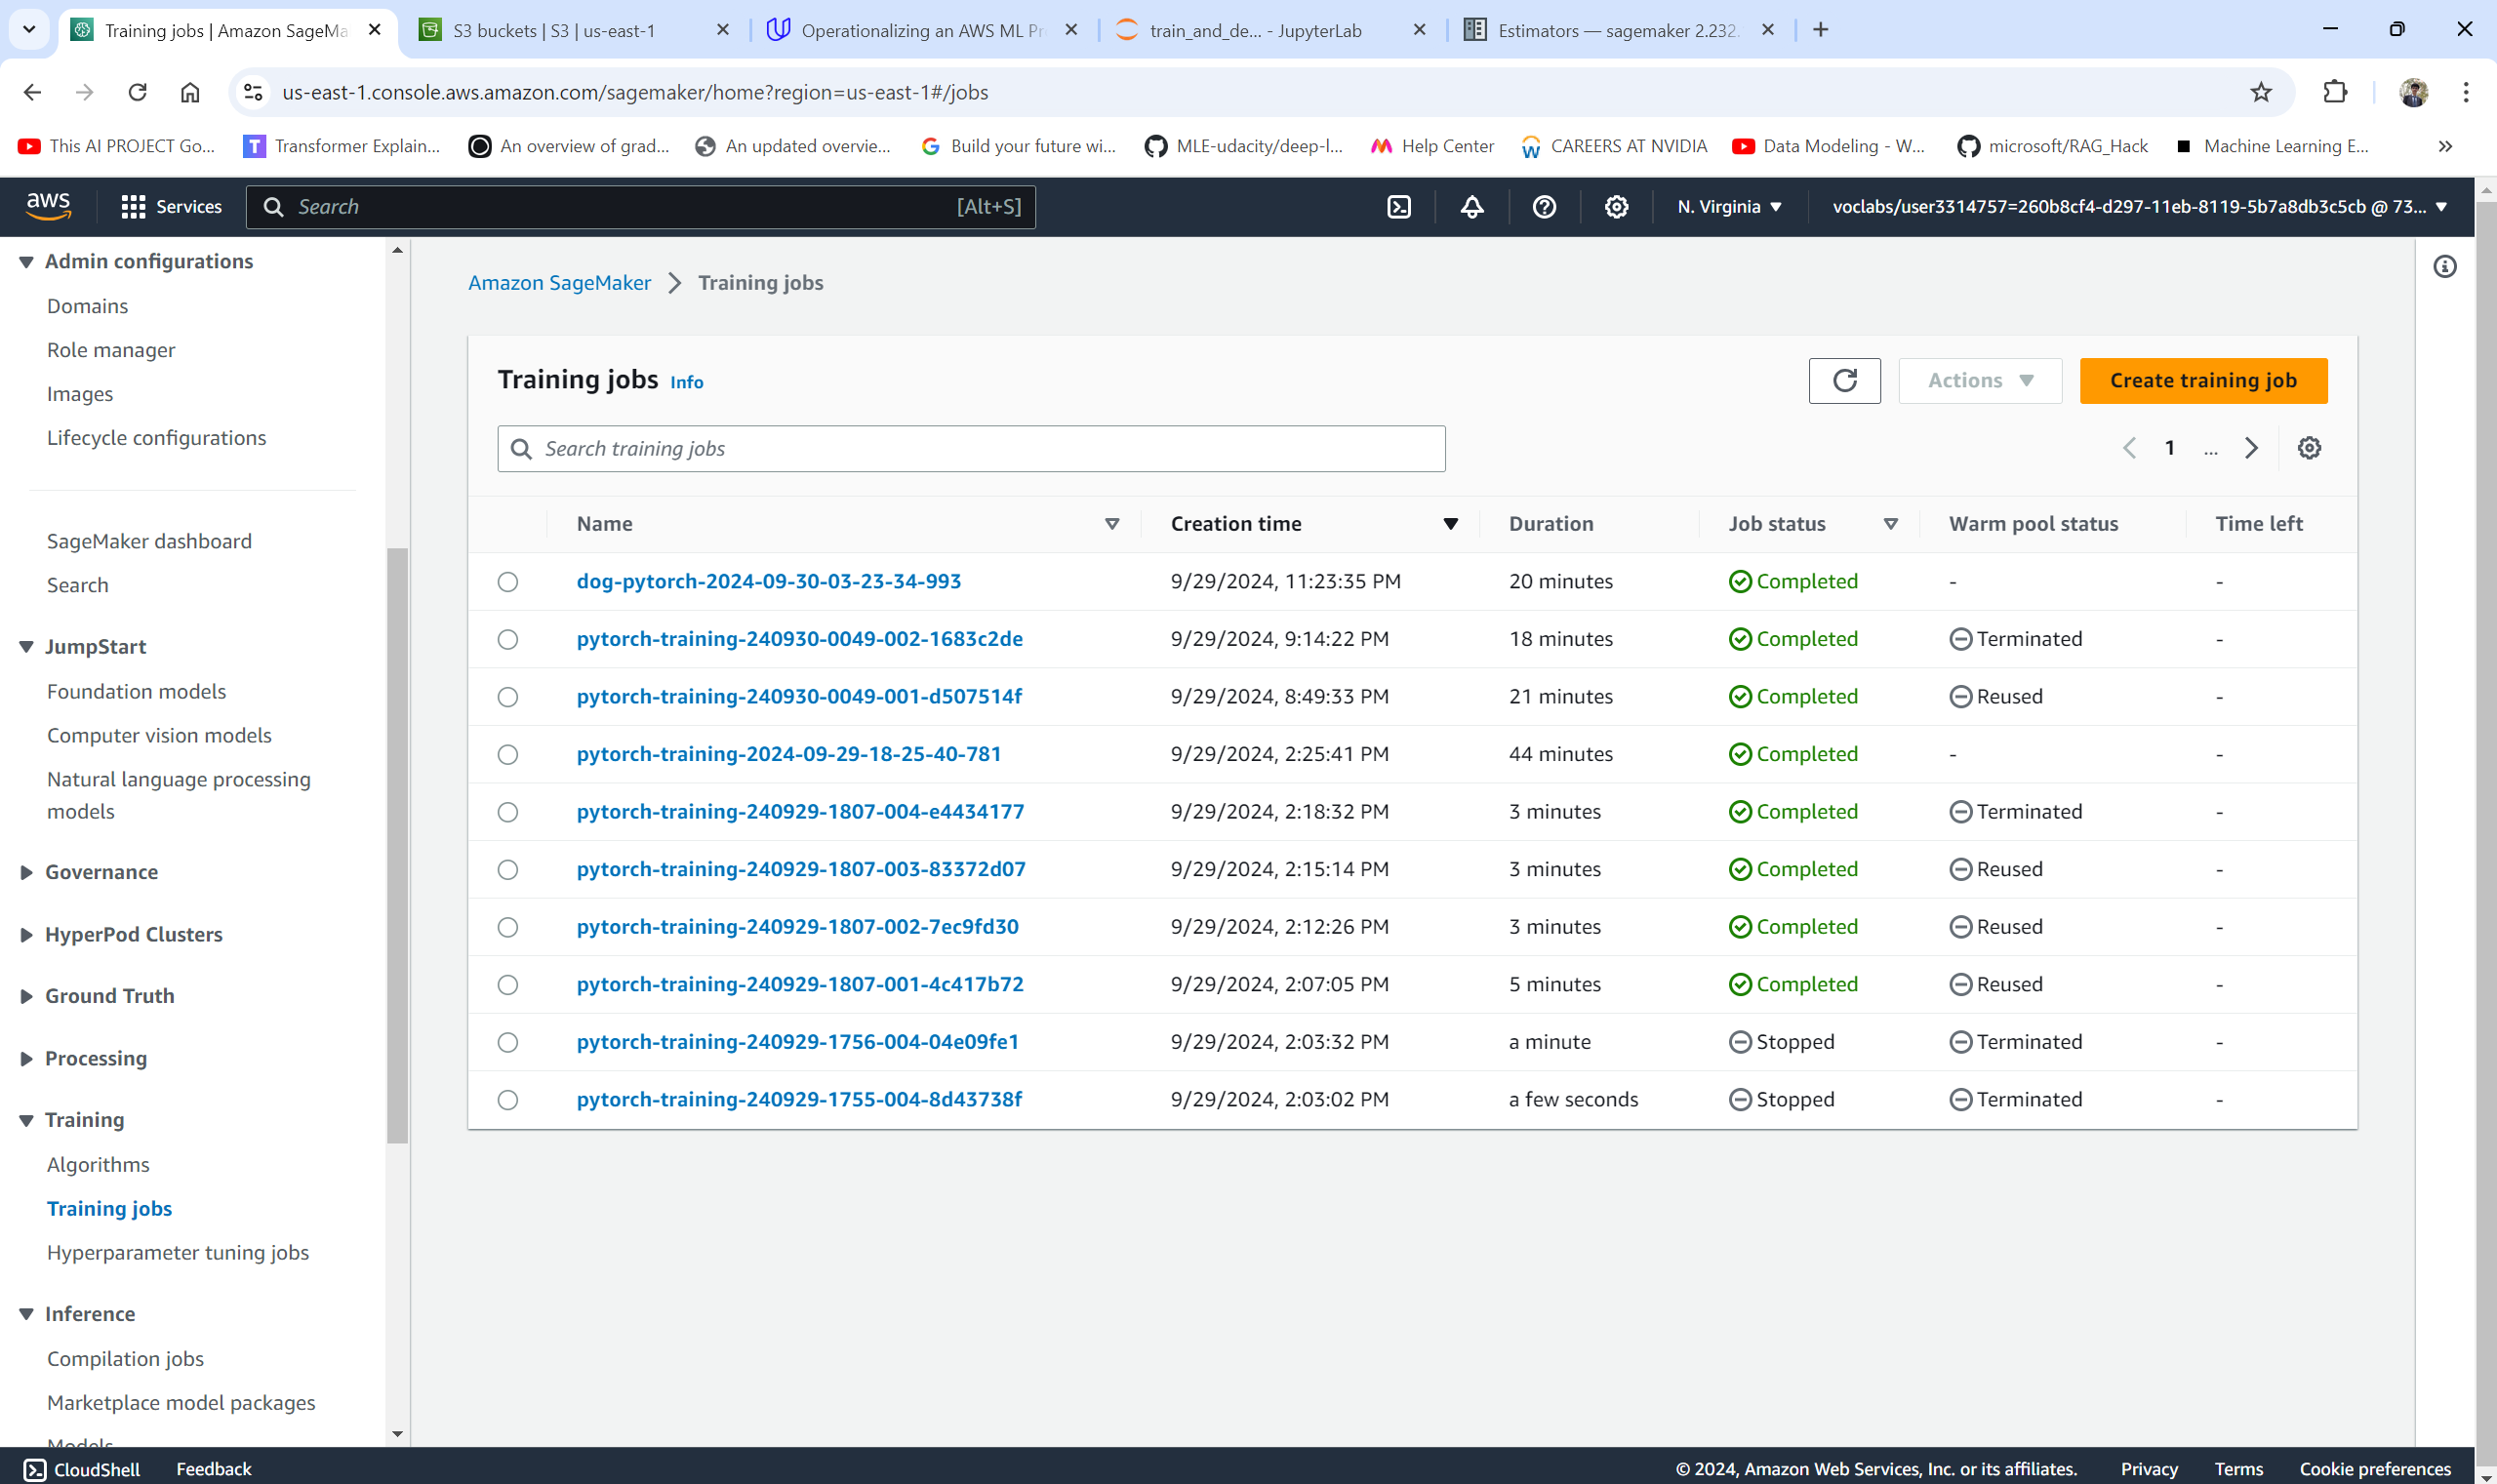 Training jobs | Amazon SageMa
S3 buckets | S3 | us-east-1
Operationalizing an AWS ML Pr
train_and_de... - JupyterLab
Estimators — sagemaker 2.232.
us-east-1.console.aws.amazon.com/sagemaker/home?region=us-east-1#/jobs
This AI PROJECT Go...
T
Transformer Explain...
An overview of grad...
An updated overvie...
Build your future wi...
MLE-udacity/deep-l...
Help Center
CAREERS AT NVIDIA
Data Modeling - W...
microsoft/RAG_Hack
Machine Learning E...
aws
Services
Search
[Alt+S]
N. Virginia
voclabs/user3314757=260b8cf4-d297-11eb-8119-5b7a8db3c5cb @ 73...
Admin configurations
Domains
Role manager
Images
Lifecycle configurations
SageMaker dashboard
Search
JumpStart
Foundation models
Computer vision models
Natural language processing
models
Governance
HyperPod Clusters
Ground Truth
Processing
Training
Algorithms
Training jobs
Hyperparameter tuning jobs
Inference
Compilation jobs
Marketplace model packages
Models
Amazon SageMaker > Training jobs
Training jobs Info
Actions
Create training job
Search training jobs
1 ...
Name Creation time Duration Job status Warm pool status Time left
dog-pytorch-2024-09-30-03-23-34-993 9/29/2024, 11:23:35 PM 20 minutes Completed - -
pytorch-training-240930-0049-002-1683c2de 9/29/2024, 9:14:22 PM 18 minutes Completed Terminated -
pytorch-training-240930-0049-001-d507514f 9/29/2024, 8:49:33 PM 21 minutes Completed Reused -
pytorch-training-2024-09-29-18-25-40-781 9/29/2024, 2:25:41 PM 44 minutes Completed - -
pytorch-training-240929-1807-004-e4434177 9/29/2024, 2:18:32 PM 3 minutes Completed Terminated -
pytorch-training-240929-1807-003-83372d07 9/29/2024, 2:15:14 PM 3 minutes Completed Reused -
pytorch-training-240929-1807-002-7ec9fd30 9/29/2024, 2:12:26 PM 3 minutes Completed Reused -
pytorch-training-240929-1807-001-4c417b72 9/29/2024, 2:07:05 PM 5 minutes Completed Reused -
pytorch-training-240929-1756-004-04e09fe1 9/29/2024, 2:03:32 PM a minute Stopped Terminated -
pytorch-training-240929-1755-004-8d43738f 9/29/2024, 2:03:02 PM a few seconds Stopped Terminated -
CloudShell
Feedback
© 2024, Amazon Web Services, Inc. or its affiliates.
Privacy
Terms
Cookie preferences